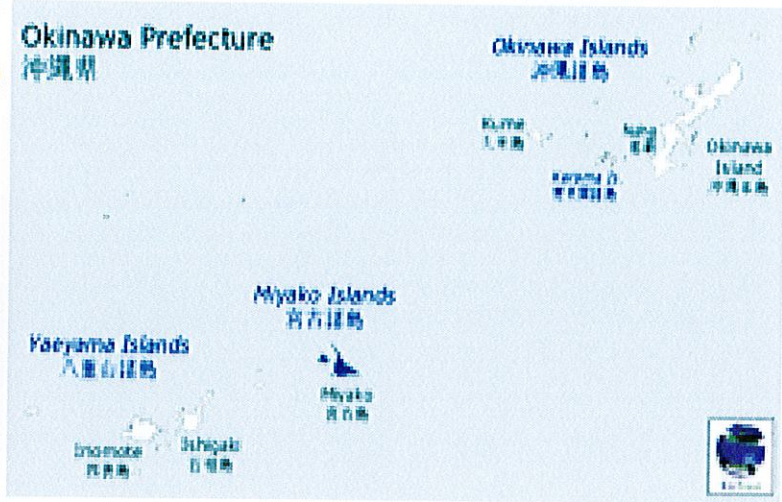 Okinawa Prefecture
沖縄県
Okinawa Islands
沖縄諸島
Kume
久米島
Naha
那覇
Okinawa
Island
沖縄本島
Kerama Is.
慶良間諸島
Miyako Islands
宮古諸島
Miyako
宮古島
Yaeyama Islands
八重山諸島
Iriomote
西表島
Ishigaki
石垣島